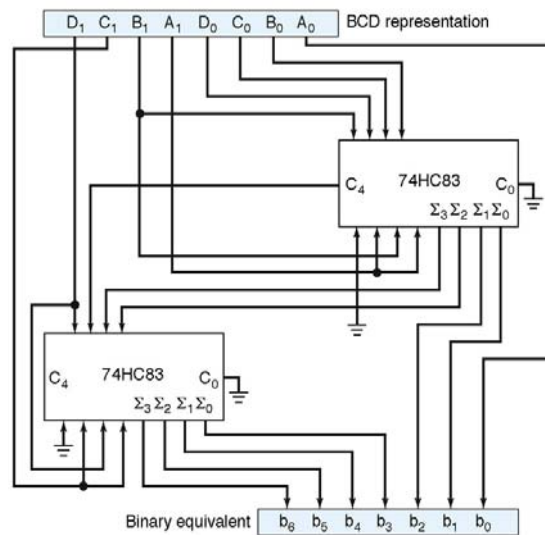 D₁ C₁ B₁ A₁ D₀ C₀ B₀ A₀ BCD representation
C₄ 74HC83 C₀
Σ₃ Σ₂ Σ₁ Σ₀
C₄ 74HC83 C₀
Σ₃ Σ₂ Σ₁ Σ₀
Binary equivalent b₆ b₅ b₄ b₃ b₂ b₁ b₀